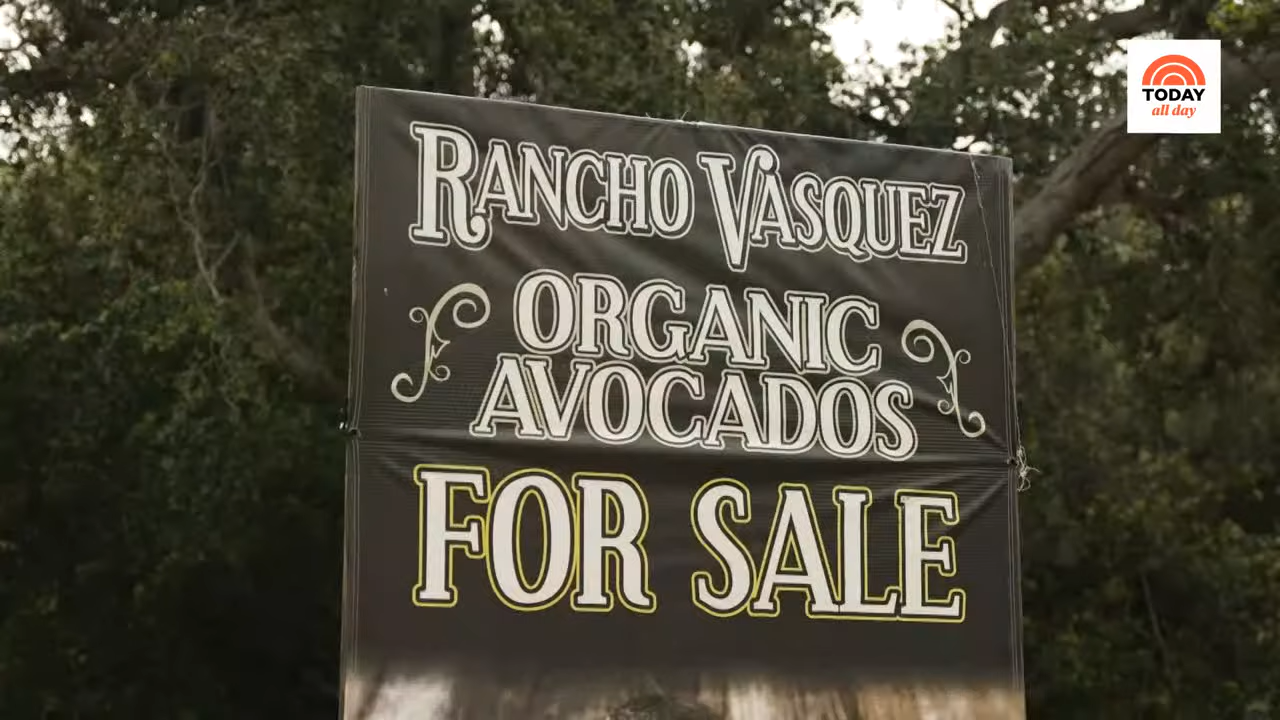 RANCHO VASQUEZ
ORGANIC
AVOCADOS
FOR SALE
TODAY
all day